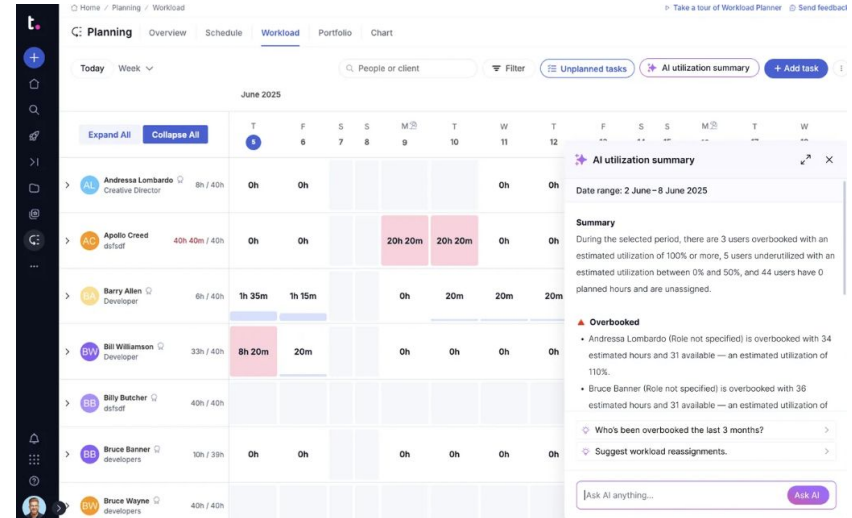 t.
Home / Planning / Workload
Take a tour of Workload Planner
Send feedback
Planning
Overview
Schedule
Workload
Portfolio
Chart
Today
Week
People or client
Filter
Unplanned tasks
AI utilization summary
+ Add task
June 2025
Expand All
Collapse All
T F S S M T W T F S S M T W
5 6 7 8 9 10 11 12
AL Andressa Lombardo 8h / 40h 0h 0h 0h 0h
Creative Director
AC Apollo Creed 40h 40m / 40h 0h 0h 20h 20m 20h 20m 0h 0h
dsfsdf
BA Barry Allen 6h / 40h 1h 35m 1h 15m 0h 20m 20m 20m
Developer
BW Bill Williamson 33h / 40h 8h 20m 20m 0h 0h 0h 0h
Developer
BB Billy Butcher 40h / 40h
dsfsdf
BB Bruce Banner 10h / 39h 0h 0h 0h 0h 0h 0h
developers
BW Bruce Wayne 40h / 40h
developers
AI utilization summary
Date range: 2 June – 8 June 2025
Summary
During the selected period, there are 3 users overbooked with an
estimated utilization of 100% or more, 5 users underutilized with an
estimated utilization between 0% and 50%, and 44 users have 0
planned hours and are unassigned.
Overbooked
• Andressa Lombardo (Role not specified) is overbooked with 34
estimated hours and 31 available — an estimated utilization of
110%.
• Bruce Banner (Role not specified) is overbooked with 36
estimated hours and 31 available — an estimated utilization of
Who's been overbooked the last 3 months?
Suggest workload reassignments.
Ask AI anything...
Ask AI